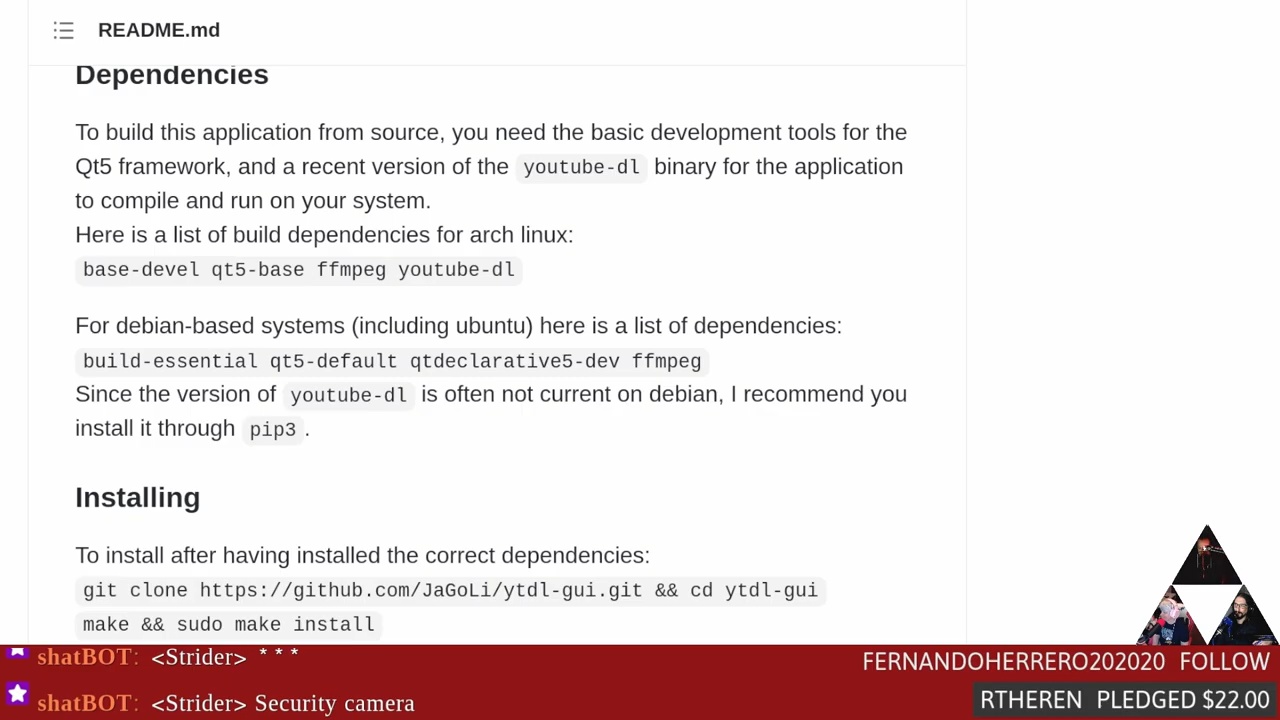 README.md
Dependencies
To build this application from source, you need the basic development tools for the
Qt5 framework, and a recent version of the youtube-dl binary for the application
to compile and run on your system.
Here is a list of build dependencies for arch linux:
base-devel qt5-base ffmpeg youtube-dl
For debian-based systems (including ubuntu) here is a list of dependencies:
build-essential qt5-default qtdeclarative5-dev ffmpeg
Since the version of youtube-dl is often not current on debian, I recommend you
install it through pip3.
Installing
To install after having installed the correct dependencies:
git clone https://github.com/JaGoLi/ytdl-gui.git && cd ytdl-gui
make && sudo make install
shatBOT: <Strider> ***
FERNANDOHERRERO202020 FOLLOW
shatBOT: <Strider> Security camera
RTHEREN PLEDGED $22.00